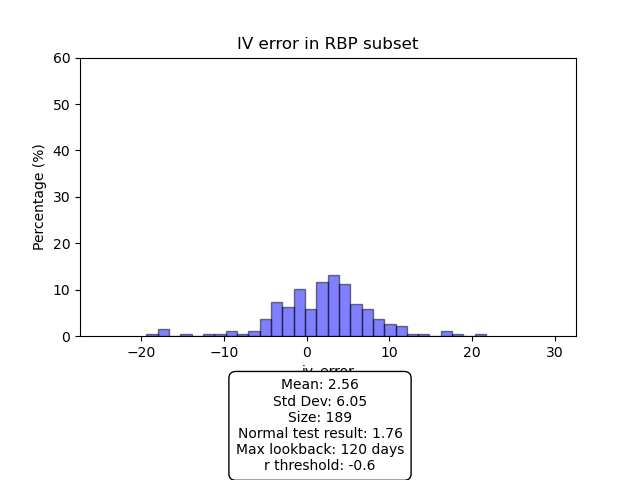 IV error in RBP subset
60
50
40
30
20
10
0
Percentage (%)
−20
−10
0
10
20
30
iv_error
Mean: 2.56
Std Dev: 6.05
Size: 189
Normal test result: 1.76
Max lookback: 120 days
r threshold: -0.6